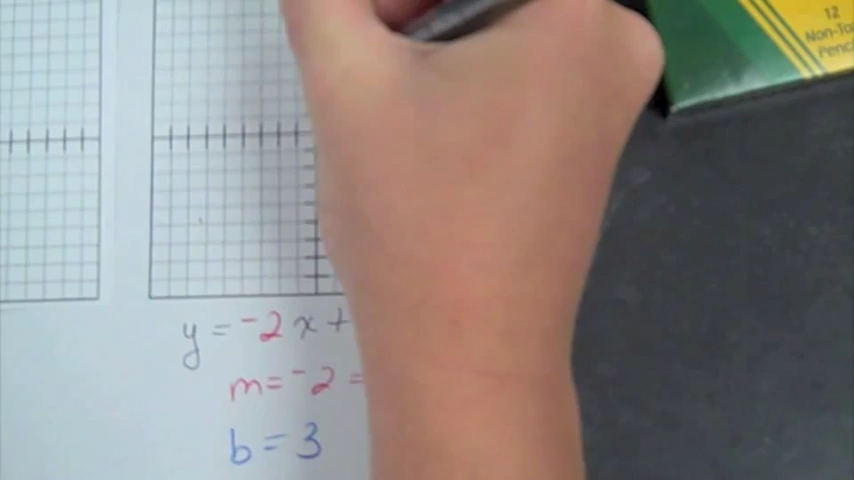 12
Non-To
Penc
y = -2x +
m = -2 =
b = 3